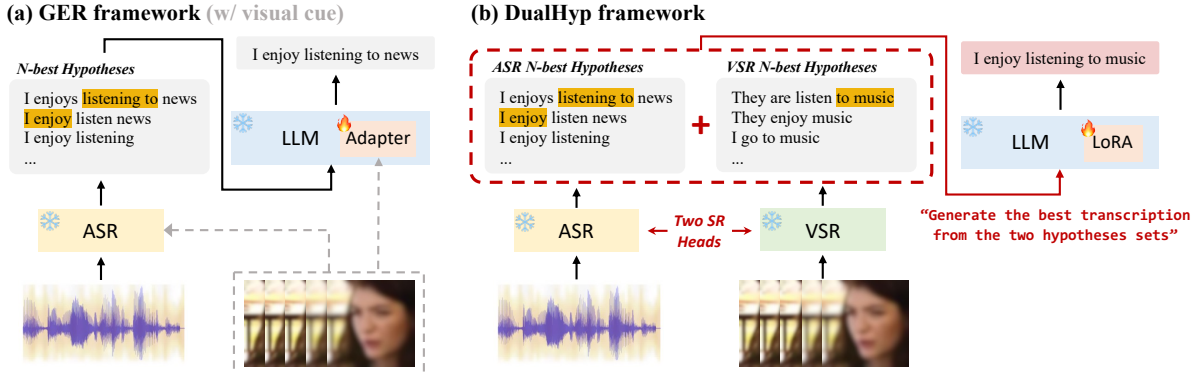 (a) GER framework (w/ visual cue)
N-best Hypotheses
I enjoys listening to news
I enjoy listen news
I enjoy listening
...
I enjoy listening to news
LLM
Adapter
ASR
(b) DualHyp framework
ASR N-best Hypotheses
I enjoys listening to news
I enjoy listen news
I enjoy listening
...
+
VSR N-best Hypotheses
They are listen to music
They enjoy music
I go to music
...
I enjoy listening to music
LLM
LoRA
ASR
Two SR
Heads
VSR
“Generate the best transcription
from the two hypotheses sets”